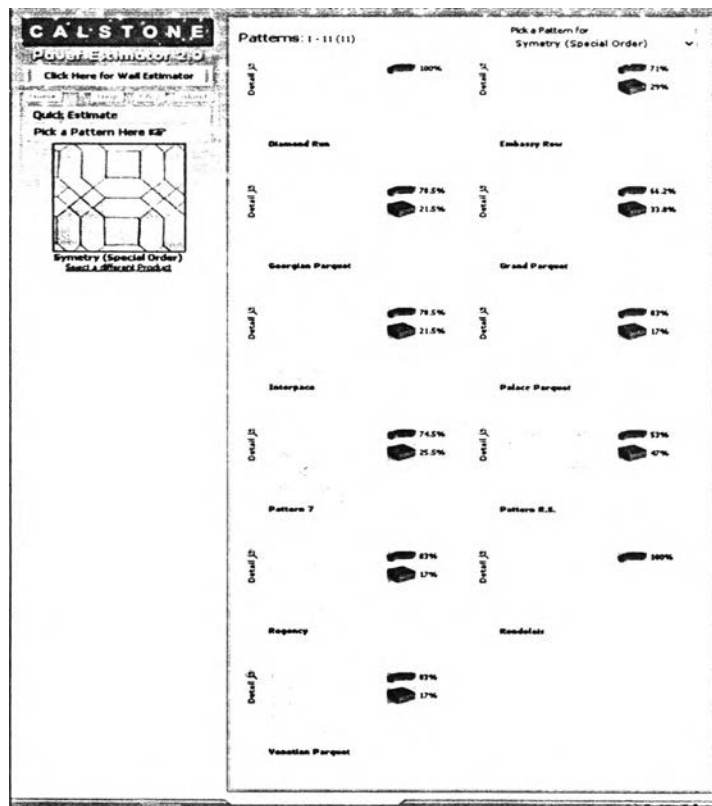 CALSTONE
Paver Estimator 2.0
Click Here for Wall Estimator
Quick Estimate
Pick a Pattern Here
Symetry (Special Order)
Select a different Product
Patterns: 1 - 11 (11)
Pick a Pattern for
Symetry (Special Order)
Detail
100%
Diamond Run
Detail
71%
29%
Embassy Row
Detail
78.5%
21.5%
Georgian Parquet
Detail
66.2%
33.8%
Grand Parquet
Detail
78.5%
21.5%
Interpace
Detail
83%
17%
Palace Parquet
Detail
74.5%
25.5%
Pattern 7
Detail
53%
47%
Pattern R.S.
Detail
83%
17%
Regency
Detail
100%
Detail
83%
17%
Venetian Parquet